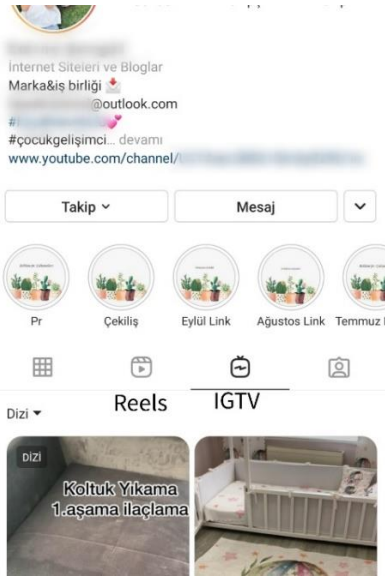 İnternet Siteleri ve Bloglar
Marka&iş birliği
@outlook.com
#
#çocukgelişimci... devamı
www.youtube.com/channel/
Takip Mesaj
Pr Çekiliş Eylül Link Ağustos Link Temmuz
Reels IGTV
Dizi
DİZİ
Koltuk Yıkama
1.aşama ilaçlama